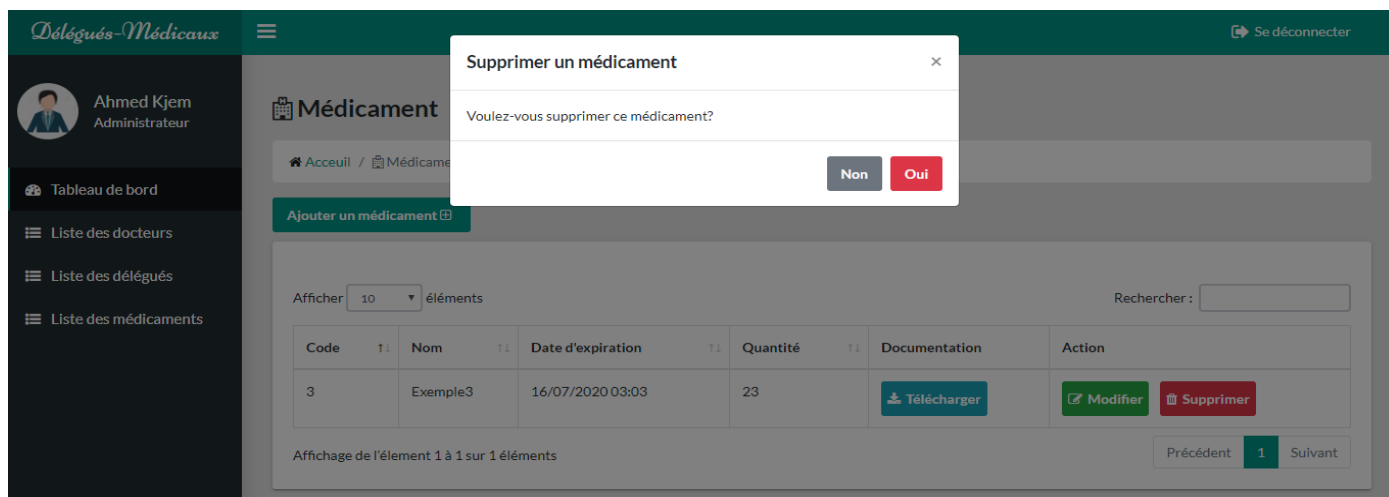 Délégués-Médicaux
Se déconnecter
Ahmed Kjem
Administrateur
Tableau de bord
Liste des docteurs
Liste des délégués
Liste des médicaments
Supprimer un médicament ×
Voulez-vous supprimer ce médicament?
Non Oui
Médicament
Acceuil / Médicame
Ajouter un médicament
Afficher 10 éléments Rechercher :
Code Nom Date d'expiration Quantité Documentation Action
3 Exemple3 16/07/2020 03:03 23 Télécharger Modifier Supprimer
Affichage de l'élement 1 à 1 sur 1 éléments Précédent 1 Suivant